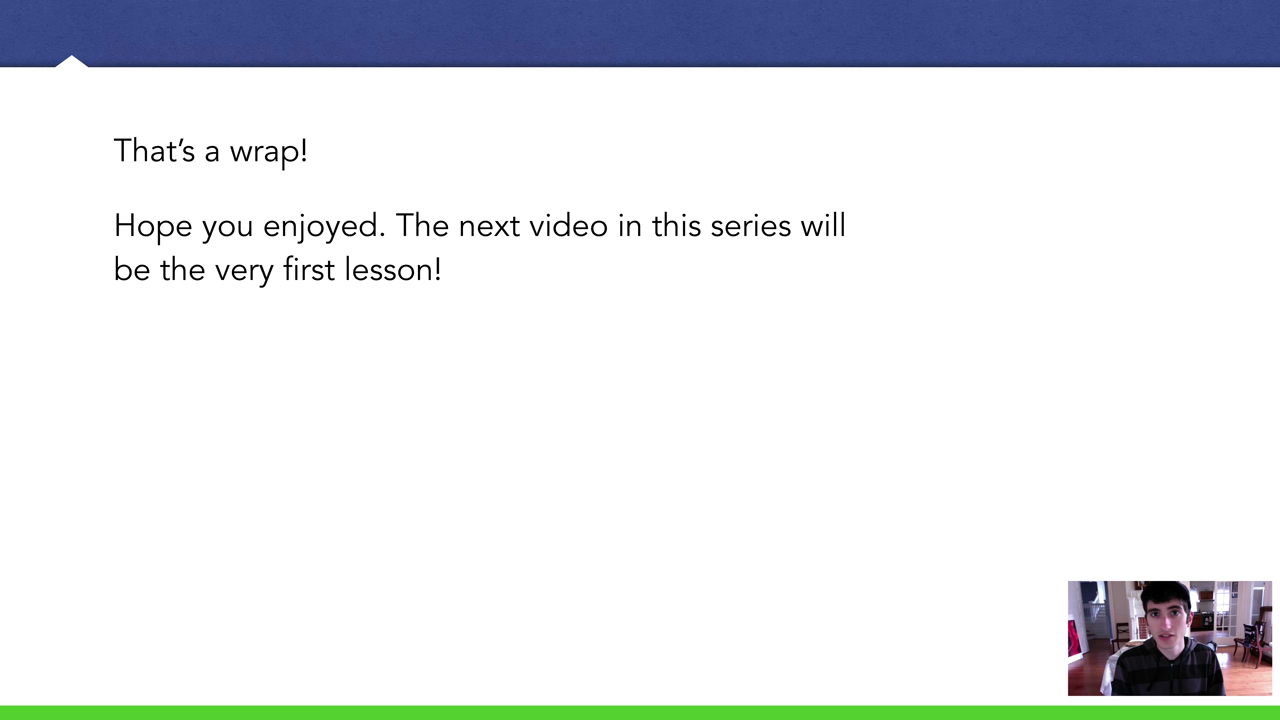 That’s a wrap!
Hope you enjoyed. The next video in this series will
be the very first lesson!